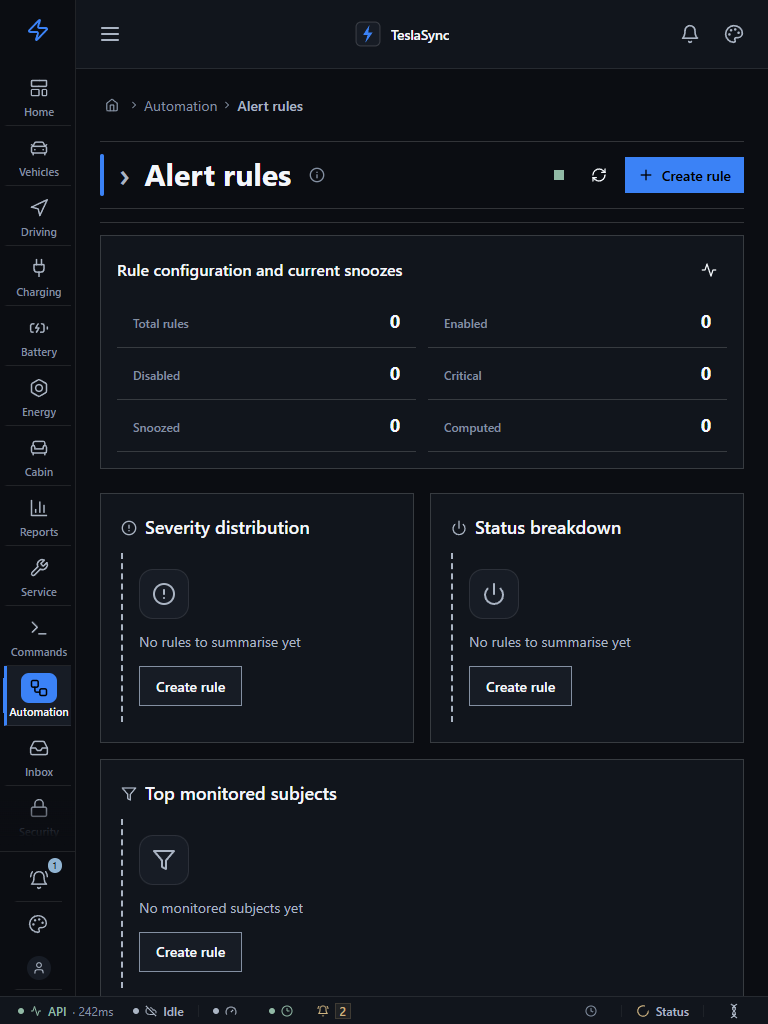 TeslaSync
Home
Vehicles
Driving
Charging
Battery
Energy
Cabin
Reports
Service
Commands
Automation
Inbox
Security
1
Automation
Alert rules
Alert rules
Create rule
Rule configuration and current snoozes
Total rules 0
Enabled 0
Disabled 0
Critical 0
Snoozed 0
Computed 0
Severity distribution
No rules to summarise yet
Create rule
Status breakdown
No rules to summarise yet
Create rule
Top monitored subjects
No monitored subjects yet
Create rule
API · 242ms
Idle
2
Status